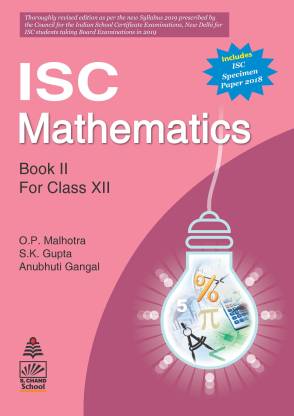 Thoroughly revised edition as per the new Syllabus 2019 prescribed by
the Council for the Indian School Certificate Examinations, New Delhi for
ISC students taking Board Examinations in 2019
Includes
ISC
Specimen
Paper 2018
ISC
Mathematics
Book II
For Class XII
O.P. Malhotra
S.K. Gupta
Anubhuti Gangal
5 % π
S. CHAND
School